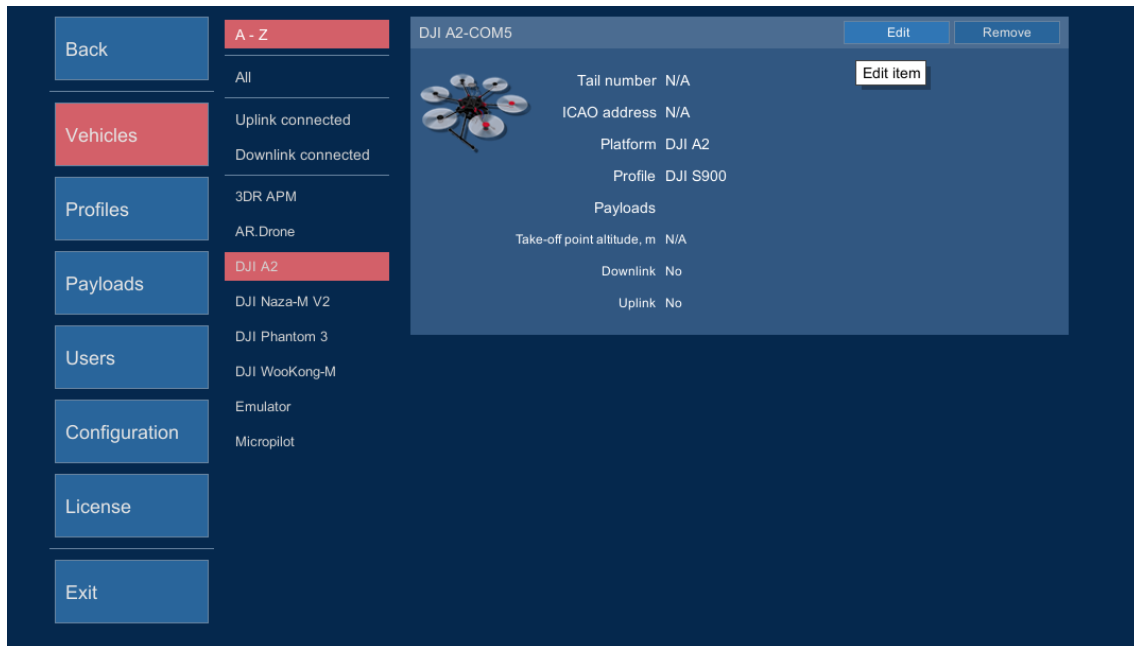 Back
Vehicles
Profiles
Payloads
Users
Configuration
License
Exit
A - Z
All
Uplink connected
Downlink connected
3DR APM
AR.Drone
DJI A2
DJI Naza-M V2
DJI Phantom 3
DJI WooKong-M
Emulator
Micropilot
DJI A2-COM5
Edit
Remove
Edit item
Tail number N/A
ICAO address N/A
Platform DJI A2
Profile DJI S900
Payloads
Take-off point altitude, m N/A
Downlink No
Uplink No